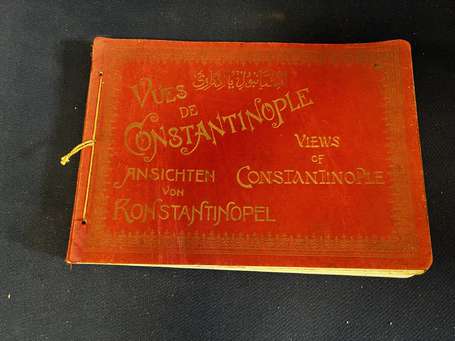 VUES
DE
CONSTANTINOPLE
ANSICHTEN
VON
KONSTANTINOPEL
VIEWS
OF
CONSTANTINOPLE